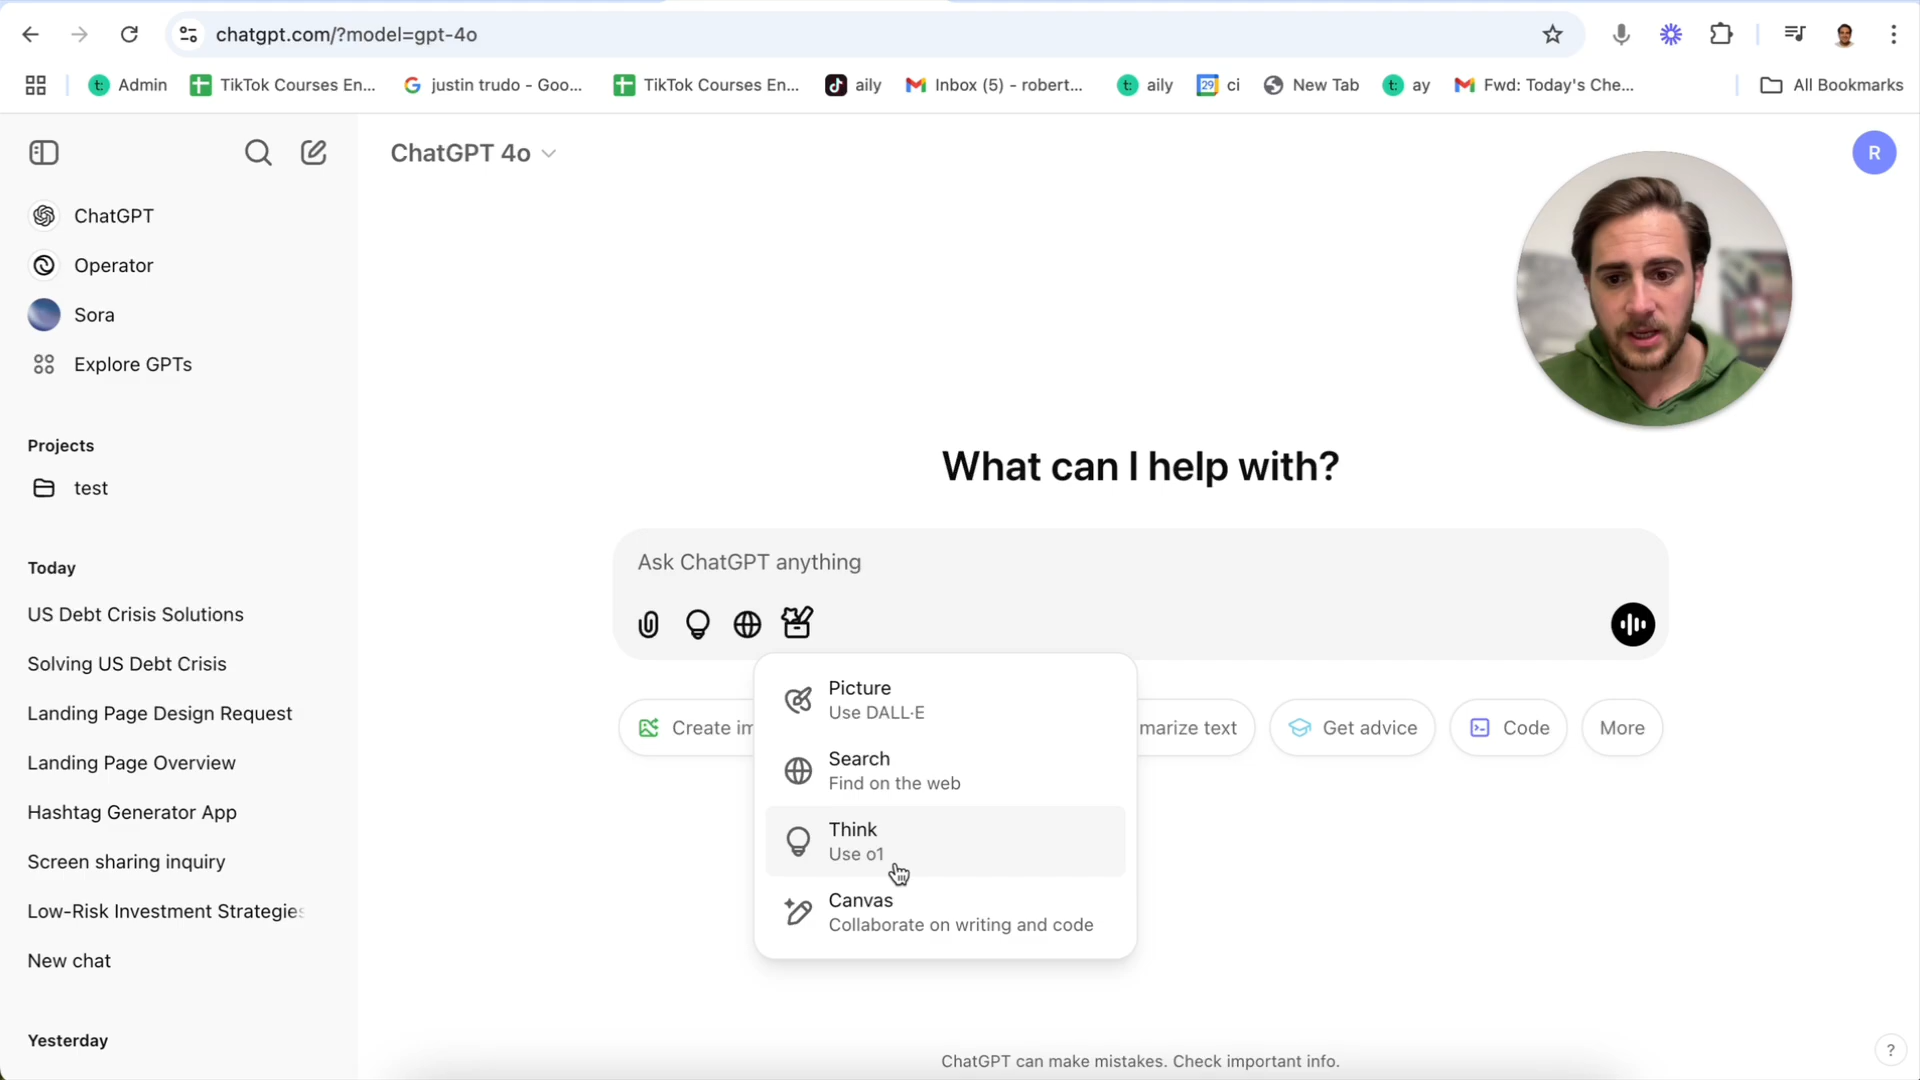 chatgpt.com/?model=gpt-4o
Admin
TikTok Courses En...
justin trudo - Goo...
TikTok Courses En...
aily
Inbox (5) - robert...
aily
ci
New Tab
ay
Fwd: Today's Che...
All Bookmarks
ChatGPT 4o
R
ChatGPT
Operator
Sora
Explore GPTs
Projects
test
Today
US Debt Crisis Solutions
Solving US Debt Crisis
Landing Page Design Request
Landing Page Overview
Hashtag Generator App
Screen sharing inquiry
Low-Risk Investment Strategies
New chat
Yesterday
What can I help with?
Ask ChatGPT anything
Create im
marize text
Get advice
Code
More
Picture
Use DALL·E
Search
Find on the web
Think
Use o1
Canvas
Collaborate on writing and code
ChatGPT can make mistakes. Check important info.
?